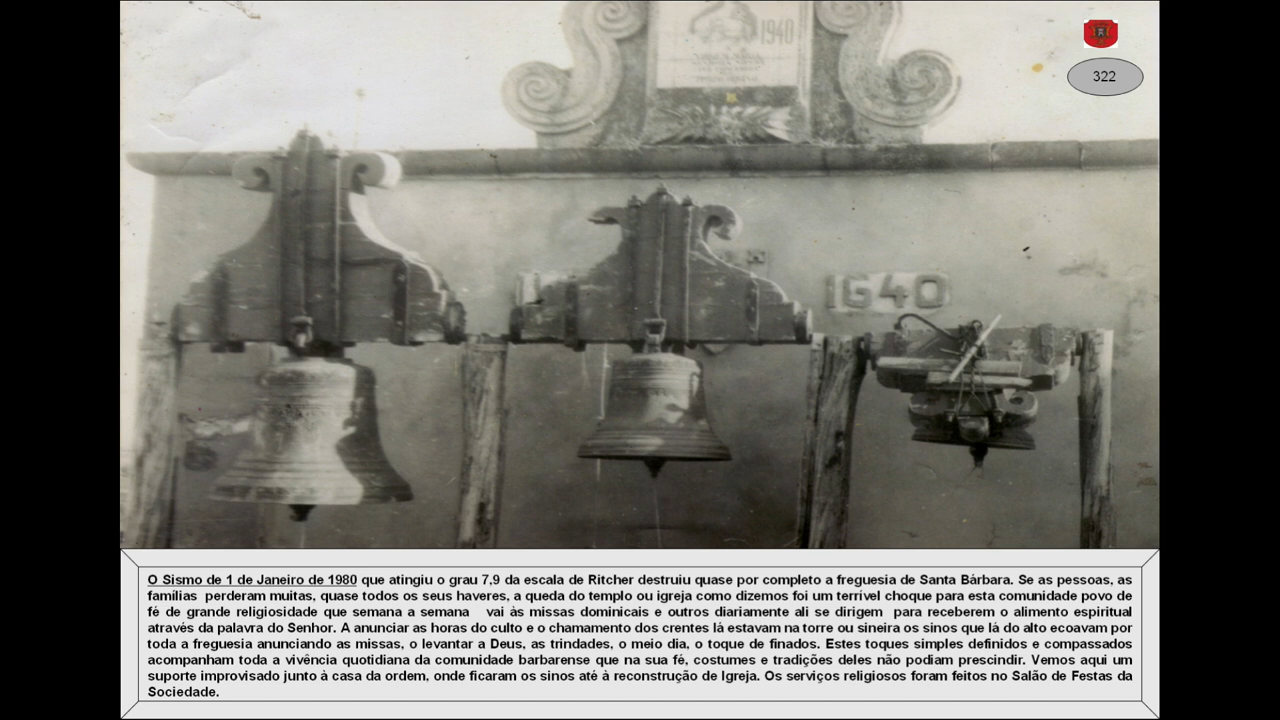 1940
322
1640
O Sismo de 1 de Janeiro de 1980 que atingiu o grau 7,9 da escala de Ritcher destruiu quase por completo a freguesia de Santa Bárbara. Se as pessoas, as
famílias perderam muitas, quase todos os seus haveres, a queda do templo ou igreja como dizemos foi um terrível choque para esta comunidade povo de
fé de grande religiosidade que semana a semana vai às missas dominicais e outros diariamente ali se dirigem para receberem o alimento espiritual
através da palavra do Senhor. A anunciar as horas do culto e o chamamento dos crentes lá estavam na torre ou sineira os sinos que lá do alto ecoavam por
toda a freguesia anunciando as missas, o levantar a Deus, as trindades, o meio dia, o toque de finados. Estes toques simples definidos e compassados
acompanham toda a vivência quotidiana da comunidade barbarense que na sua fé, costumes e tradições deles não podiam prescindir. Vemos aqui um
suporte improvisado junto à casa da ordem, onde ficaram os sinos até à reconstrução de Igreja. Os serviços religiosos foram feitos no Salão de Festas da
Sociedade.